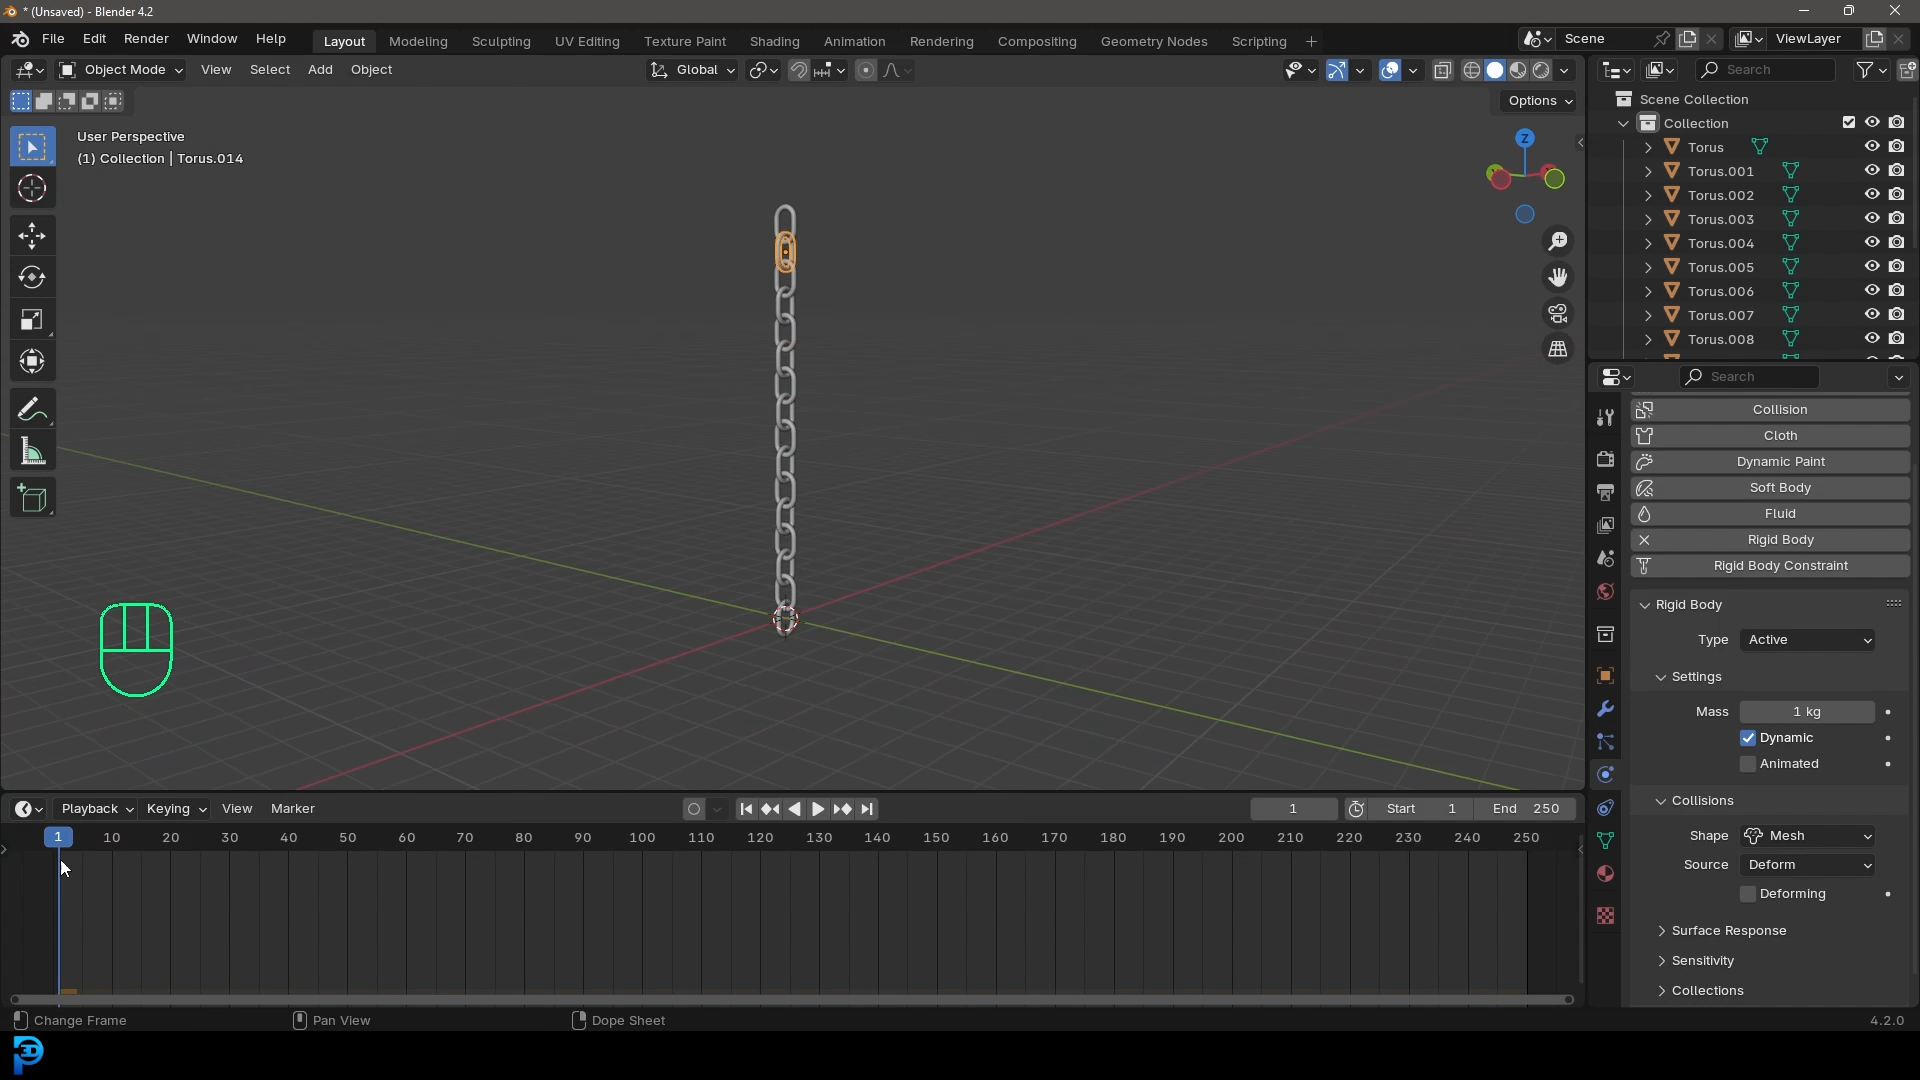 * (Unsaved) - Blender 4.2
File Edit Render Window Help
Layout Modeling Sculpting UV Editing Texture Paint Shading Animation Rendering Compositing Geometry Nodes Scripting
Scene
ViewLayer
Object Mode
View Select Add Object
Global
Search
Options
User Perspective
(1) Collection | Torus.014
Z
Scene Collection
Collection
Torus
Torus.001
Torus.002
Torus.003
Torus.004
Torus.005
Torus.006
Torus.007
Torus.008
Search
Collision
Cloth
Dynamic Paint
Soft Body
Fluid
Rigid Body
Rigid Body Constraint
Rigid Body
Type Active
Settings
Mass 1 kg
Dynamic
Animated
Collisions
Shape Mesh
Source Deform
Deforming
Surface Response
Sensitivity
Collections
Playback Keying View Marker
1
Start 1
End 250
1 10 20 30 40 50 60 70 80 90 100 110 120 130 140 150 160 170 180 190 200 210 220 230 240 250
Change Frame
Pan View
Dope Sheet
4.2.0
3D